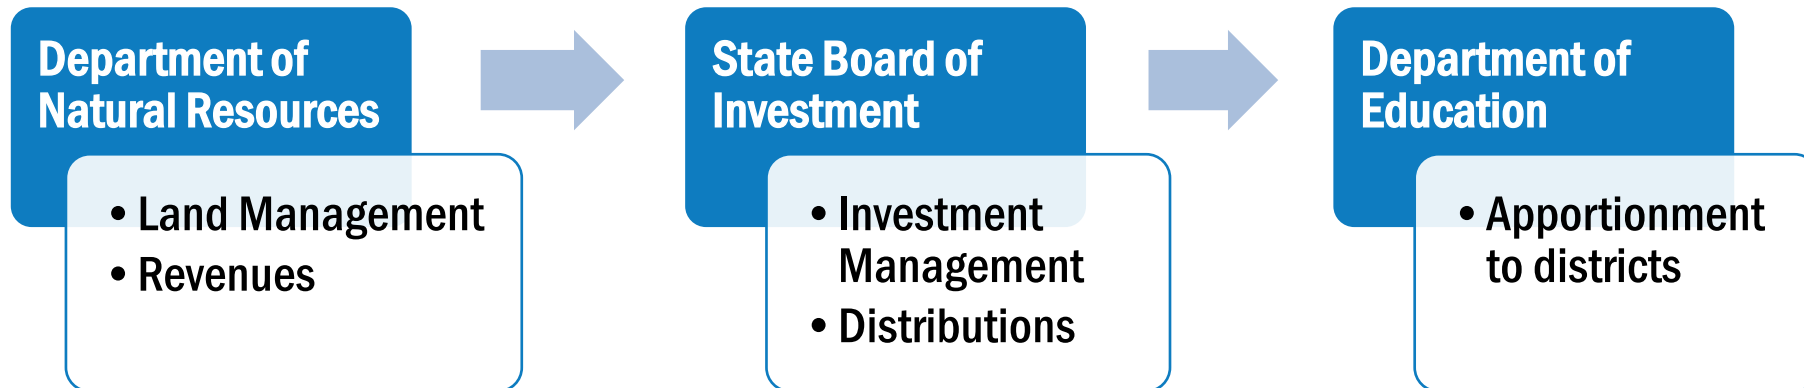 Department of
Natural Resources
• Land Management
• Revenues
State Board of
Investment
• Investment
Management
• Distributions
Department of
Education
• Apportionment
to districts